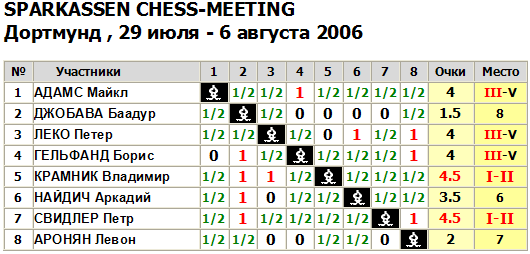 SPARKASSEN CHESS-MEETING
Дортмунд , 29 июля - 6 августа 2006
№ Участники 1 2 3 4 5 6 7 8 Очки Место
1 АДАМС Майкл 1/2 1/2 1 1/2 1/2 1/2 1/2 4 III-V
2 ДЖОБАВА Баадур 1/2 1/2 0 0 0 0 1/2 1.5 8
3 ЛЕКО Петер 1/2 1/2 1/2 0 1 1/2 1 4 III-V
4 ГЕЛЬФАНД Борис 0 1 1/2 1/2 1/2 1/2 1 4 III-V
5 КРАМНИК Владимир 1/2 1 1 1/2 1/2 1/2 1/2 4.5 I-II
6 НАЙДИЧ Аркадий 1/2 1 0 1/2 1/2 1/2 1/2 3.5 6
7 СВИДЛЕР Петр 1/2 1 1/2 1/2 1/2 1/2 1 4.5 I-II
8 АРОНЯН Левон 1/2 1/2 0 0 1/2 1/2 0 2 7